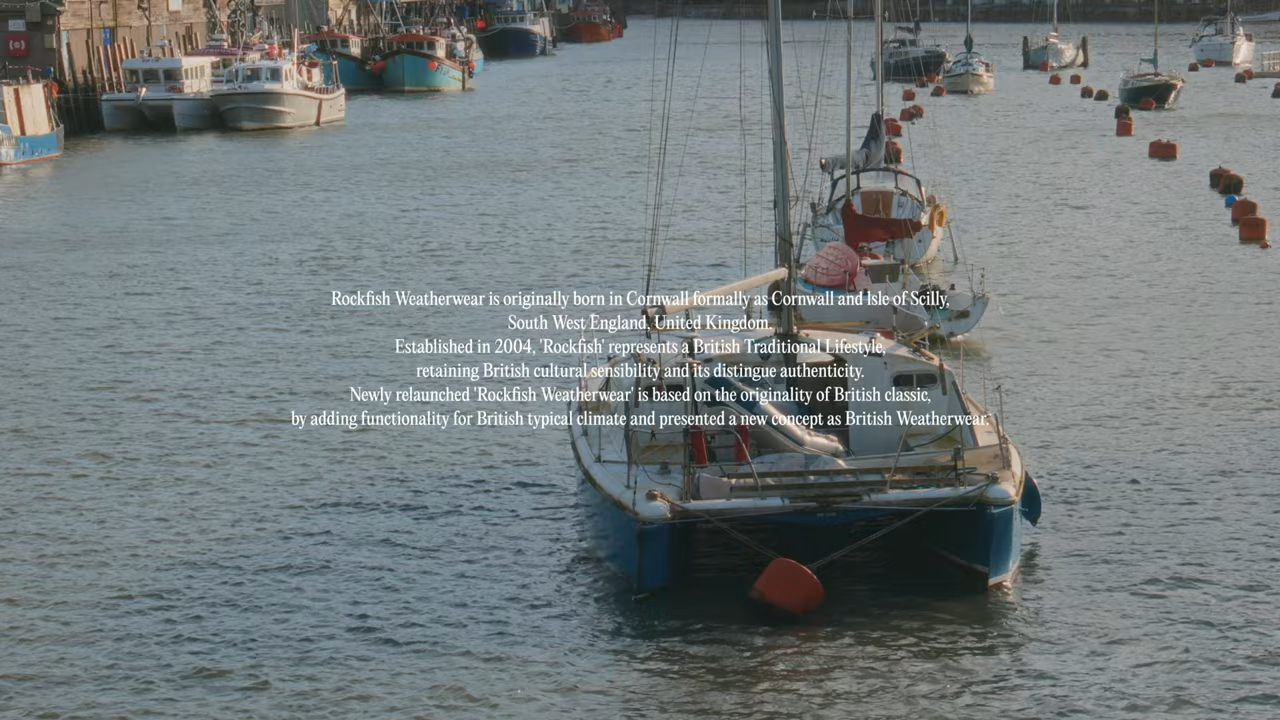 Rockfish Weatherwear is originally born in Cornwall formally as Cornwall and Isle of Scilly,
South West England, United Kingdom.
Established in 2004, 'Rockfish' represents a British Traditional Lifestyle,
retaining British cultural sensibility and its distingue authenticity.
Newly relaunched 'Rockfish Weatherwear' is based on the originality of British classic,
by adding functionality for British typical climate and presented a new concept as British Weatherwear.